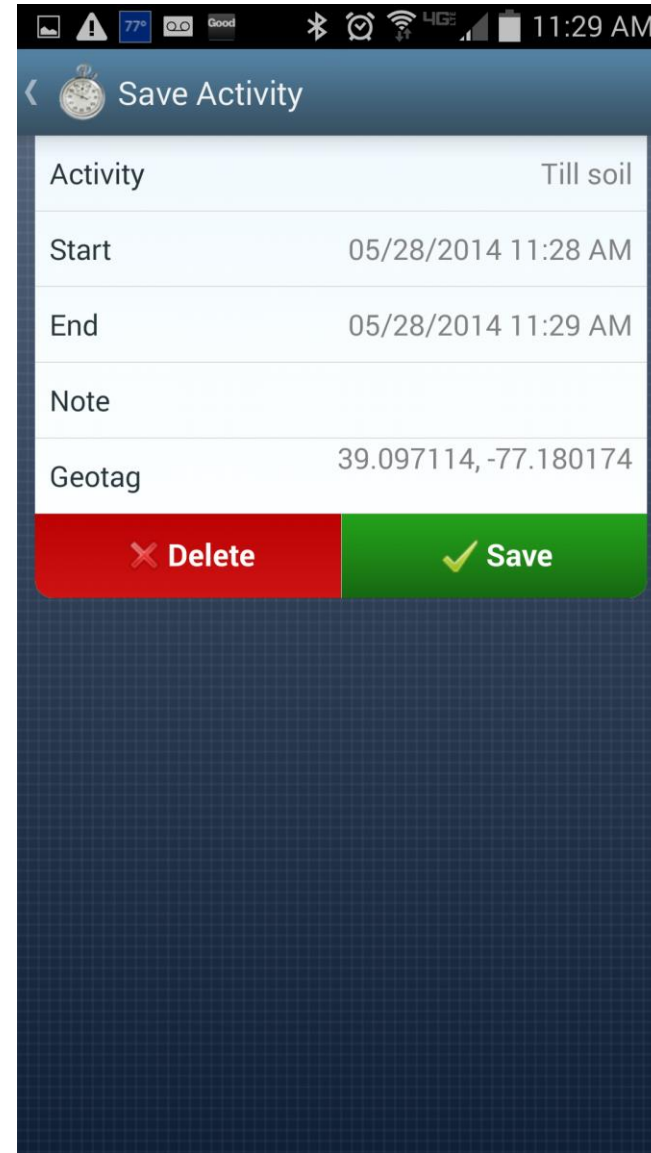 77° Good 4GE 11:29 AM
Save Activity
Activity Till soil
Start 05/28/2014 11:28 AM
End 05/28/2014 11:29 AM
Note
Geotag 39.097114, -77.180174
Delete Save